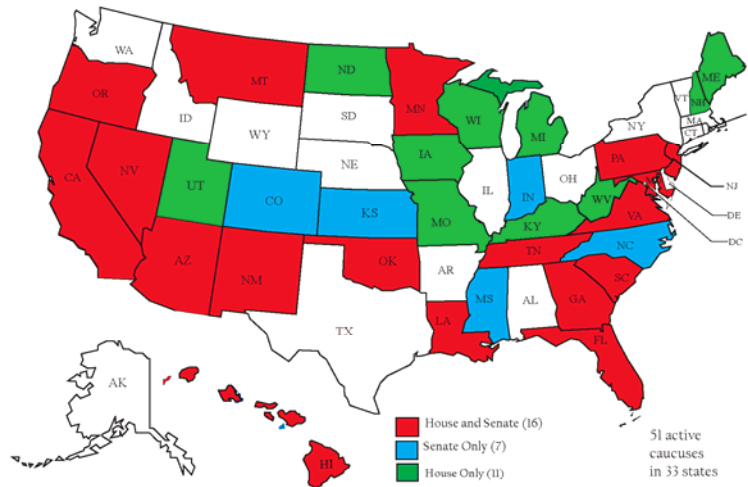 WA
MT
ND
MN
ME
OR
ID
WY
SD
WI
MI
VT
NH
NY
MA
CT
NV
UT
CO
NE
IA
IL
IN
OH
PA
NJ
CA
KS
MO
KY
WV
VA
DE
DC
AZ
NM
OK
AR
TN
NC
SC
TX
LA
MS
AL
GA
FL
AK
HI
House and Senate (16)
Senate Only (7)
House Only (11)
51 active
caucuses
in 33 states